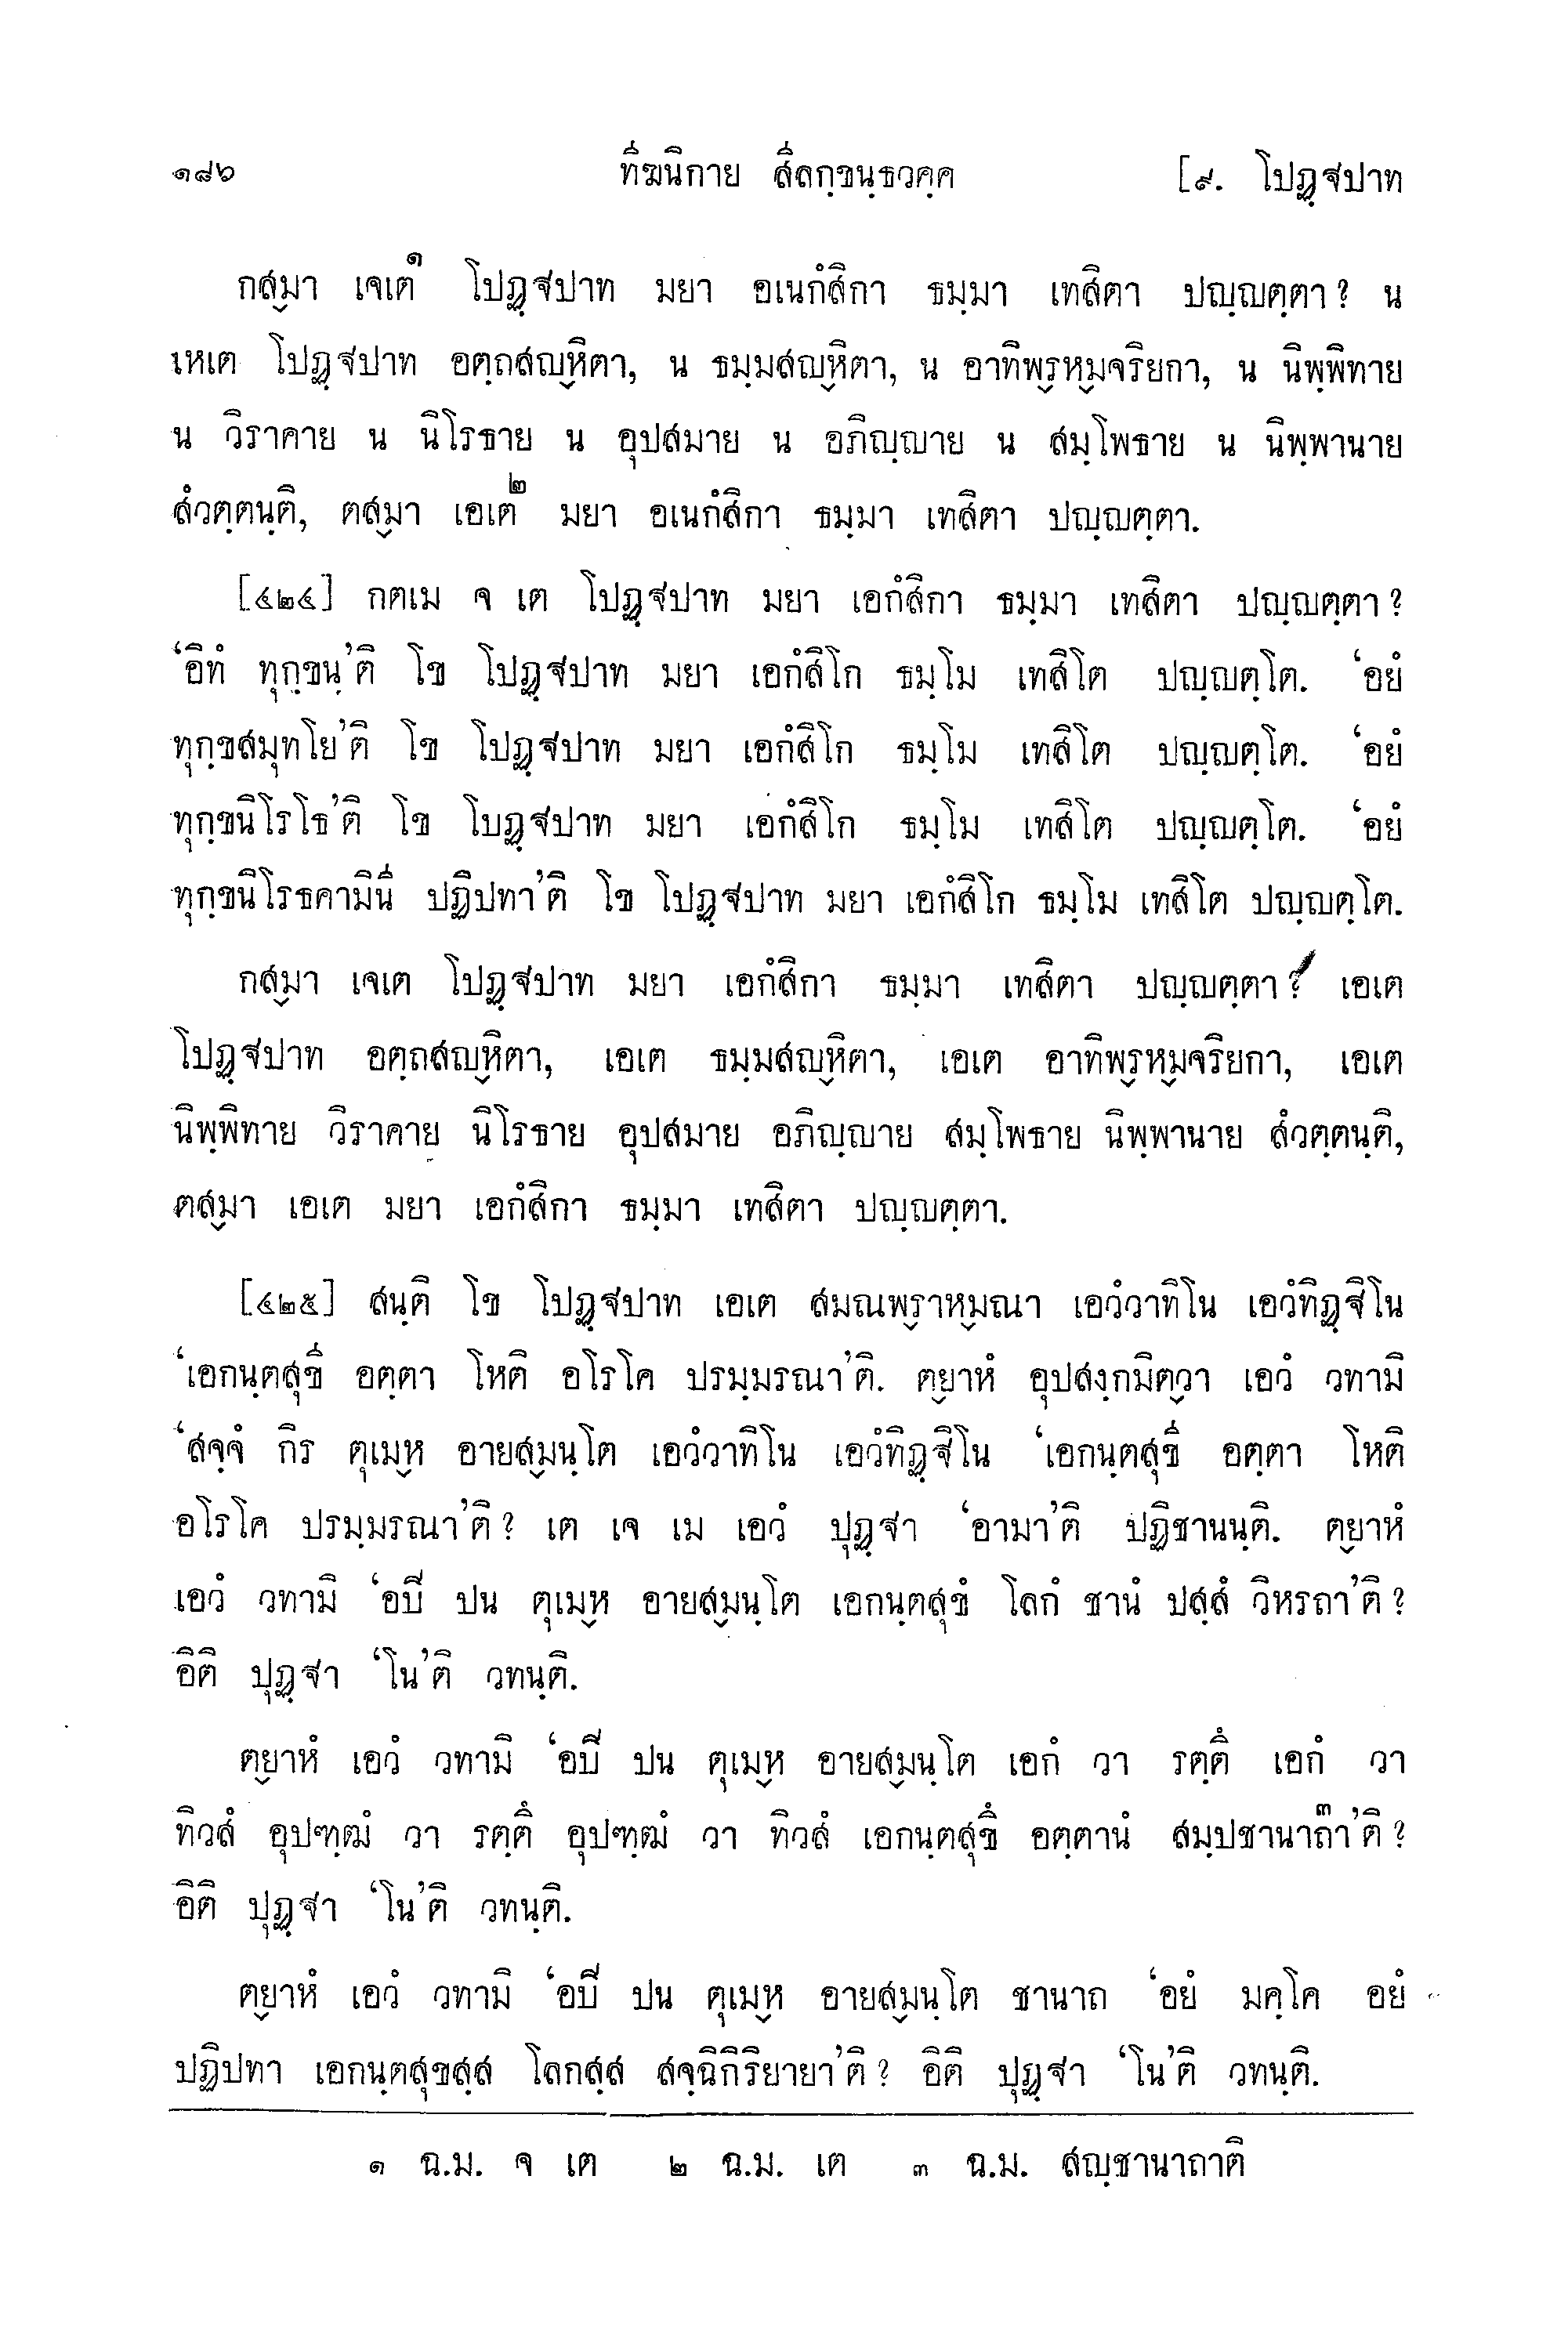 ๑๘๖ ทีฆนิกาย สีลกฺขนฺธวคฺค [๙. โปฏฺฐปาท
กสฺมา เจเต๑ โปฏฺฐปาท มยา อเนกํสิกา ธมฺมา เทสิตา ปญฺญตฺตา? น
เหเต โปฏฺฐปาท อตฺถสญฺหิตา, น ธมฺมสญฺหิตา, น อาทิพฺรหฺมจริยกา, น นิพฺพิทาย
น วิราคาย น นิโรธาย น อุปสมาย น อภิญฺญาย น สมฺโพธาย น นิพฺพานาย
สํวตฺตนฺติ, ตสฺมา เอเต๒ มยา อเนกํสิกา ธมฺมา เทสิตา ปญฺญตฺตา.
[๔๒๔] กตเม จ เต โปฏฺฐปาท มยา เอกํสิกา ธมฺมา เทสิตา ปญฺญตฺตา?
‘อิทํ ทุกฺขนฺ’ติ โข โปฏฺฐปาท มยา เอกํสิโก ธมฺโม เทสิโต ปญฺญตฺโต. ‘อยํ
ทุกฺขสมุทโย’ติ โข โปฏฺฐปาท มยา เอกํสิโก ธมฺโม เทสิโต ปญฺญตฺโต. ‘อยํ
ทุกฺขนิโรโธ’ติ โข โบฏฺฐปาท มยา เอกํสิโก ธมฺโม เทสิโต ปญฺญตฺโต. ‘อยํ
ทุกฺขนิโรธคามินี ปฏิปทา’ติ โข โปฏฺฐปาท มยา เอกํสิโก ธมฺโม เทสิโต ปญฺญตฺโต.
กสฺมา เจเต โปฏฺฐปาท มยา เอกํสิกา ธมฺมา เทสิตา ปญฺญตฺตา? เอเต
โปฏฺฐปาท อตฺถสญฺหิตา, เอเต ธมฺมสญฺหิตา, เอเต อาทิพฺรหฺมจริยกา, เอเต
นิพฺพิทาย วิราคาย นิโรธาย อุปสมาย อภิญฺญาย สมฺโพธาย นิพฺพานาย สํวตฺตนฺติ,
ตสฺมา เอเต มยา เอกํสิกา ธมฺมา เทสิตา ปญฺญตฺตา.
[๔๒๕] สนฺติ โข โปฏฺฐปาท เอเต สมณพฺราหฺมณา เอวํวาทิโน เอวํทิฏฺฐิโน
‘เอกนฺตสุขี อตฺตา โหติ อโรโค ปรมฺมรณา’ติ. ตฺยาหํ อุปสงฺกมิตฺวา เอวํ วทามิ
‘สจฺจํ กิร ตุเมฺห อายสฺมนฺโต เอวํวาทิโน เอวํทิฏฺฐิโน ‘เอกนฺตสุขี อตฺตา โหติ
อโรโค ปรมฺมรณา’ติ? เต เจ เม เอวํ ปุฏฺฐา ‘อามา’ติ ปฏิชานนฺติ. ตฺยาหํ
เอวํ วทามิ ‘อปิ ปน ตุเมฺห อายสฺมนฺโต เอกนฺตสุขํ โลกํ ชานํ ปสฺสํ วิหรถา’ติ?
อิติ ปุฏฺฐา ‘โน’ติ วทนฺติ.
ตฺยาหํ เอวํ วทามิ ‘อปิ ปน ตุเมฺห อายสฺมนฺโต เอกํ วา รตฺตึ เอกํ วา
ทิวสํ อุปฑฺฒํ วา รตฺตึ อุปฑฺฒํ วา ทิวสํ เอกนฺตสุขึ อตฺตานํ สมฺปชานาถา๓’ติ?
อิติ ปุฏฺฐา ‘โน’ติ วทนฺติ.
ตฺยาหํ เอวํ วทามิ ‘อปิ ปน ตุเมฺห อายสฺมนฺโต ชานาถ ‘อยํ มคฺโค อยํ
ปฏิปทา เอกนฺตสุขสฺส โลกสฺส สจฺฉิกิริยายา’ติ? อิติ ปุฏฺฐา ‘โน’ติ วทนฺติ.
๑ ฉ.ม. จ เต ๒ ฉ.ม. เต ๓ ฉ.ม. สญฺชานาถาติ